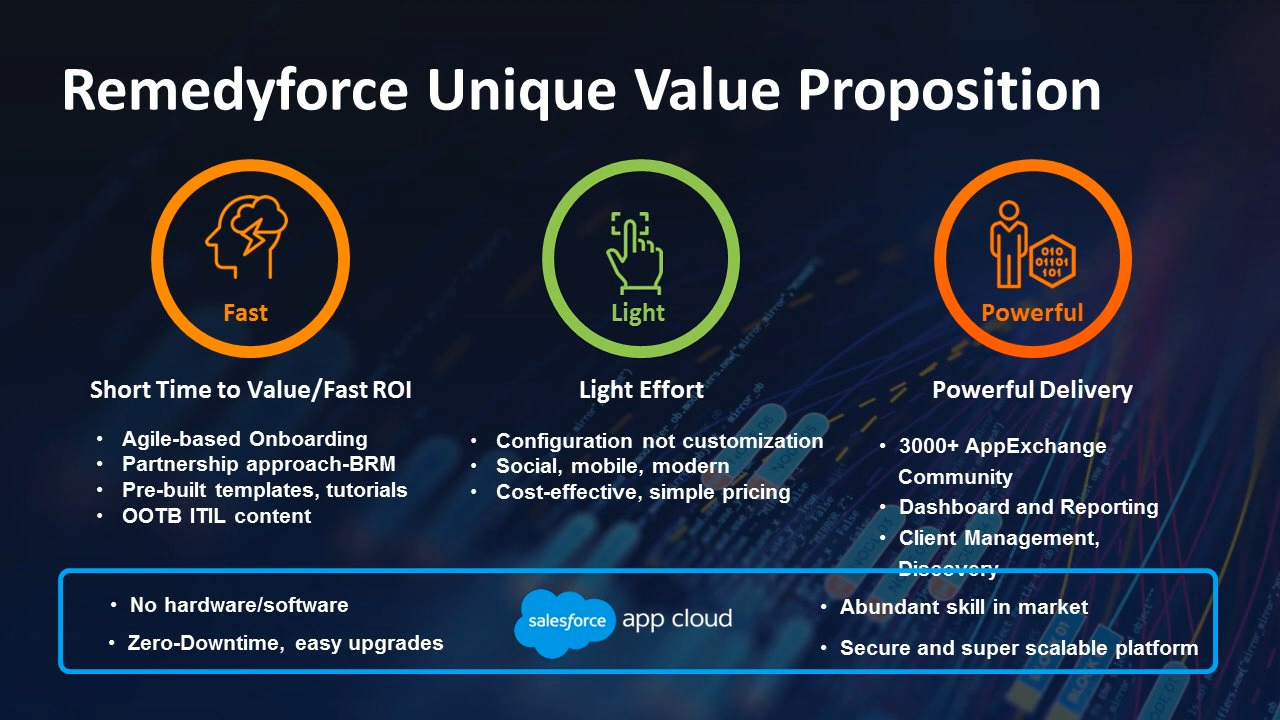 Remedyforce Unique Value Proposition
Fast
Short Time to Value/Fast ROI
• Agile-based Onboarding
• Partnership approach-BRM
• Pre-built templates, tutorials
• OOTB ITIL content
Light
Light Effort
• Configuration not customization
• Social, mobile, modern
• Cost-effective, simple pricing
010
01101
101
Powerful
Powerful Delivery
• 3000+ AppExchange
Community
• Dashboard and Reporting
• Client Management,
Discovery
• No hardware/software
• Zero-Downtime, easy upgrades
salesforce app cloud
• Abundant skill in market
• Secure and super scalable platform